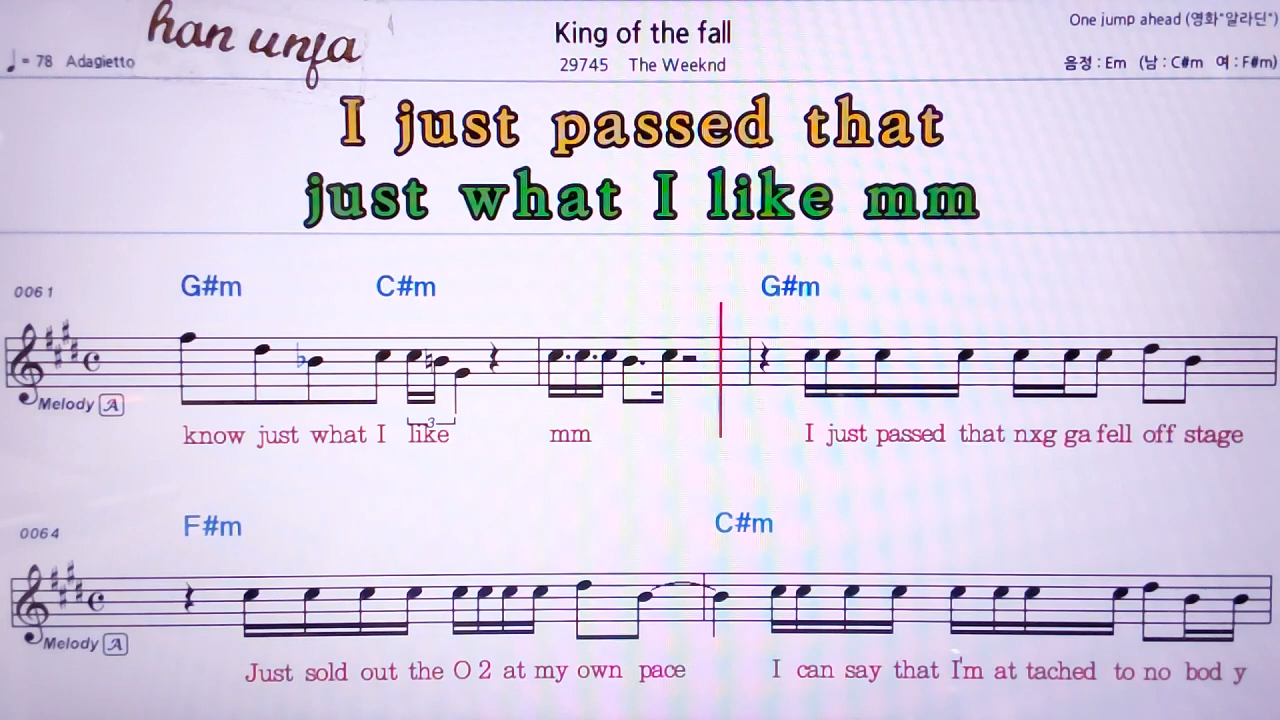 han unfa
King of the fall
One jump ahead (영화"알라딘")
♩= 78 Adagietto
29745 The Weeknd
음정 : Em (남 : C#m 여 : F#m)
I just passed that
just what I like mm
0061 G#m C#m G#m
Melody A
3
know just what I like mm I just passed that nxg ga fell off stage
0064 F#m C#m
Melody A
Just sold out the O 2 at my own pace I can say that I'm at tached to no bod y